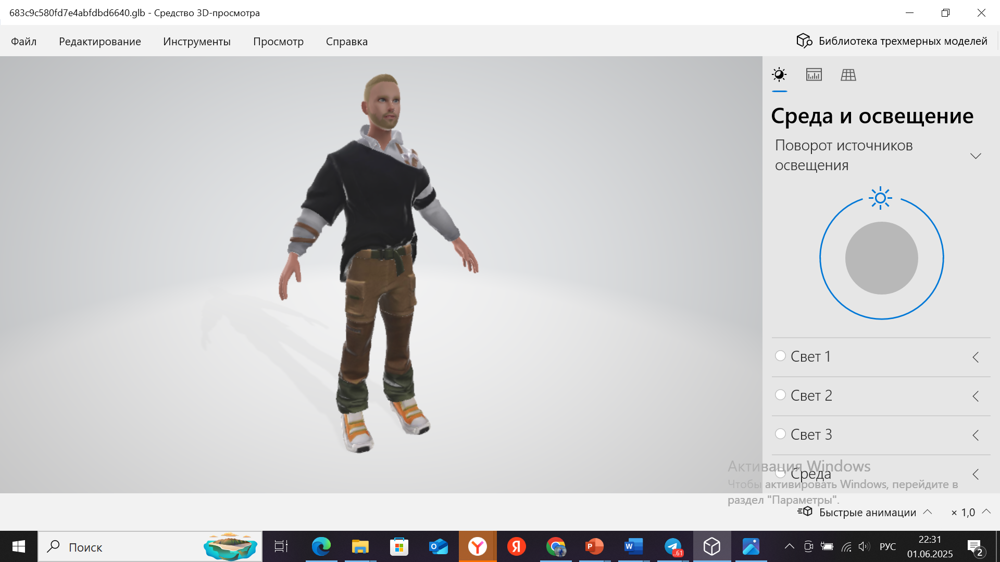 683c9c580fd7e4abfdbd6640.glb - Средство 3D-просмотра
Файл Редактирование Инструменты Просмотр Справка
Библиотека трехмерных моделей
Среда и освещение
Поворот источников
освещения
Свет 1
Свет 2
Свет 3
Среда
Активация Windows
Чтобы активировать Windows, перейдите в
раздел "Параметры".
Быстрые анимации × 1,0
Поиск
..61
РУС
22:31
01.06.2025
2